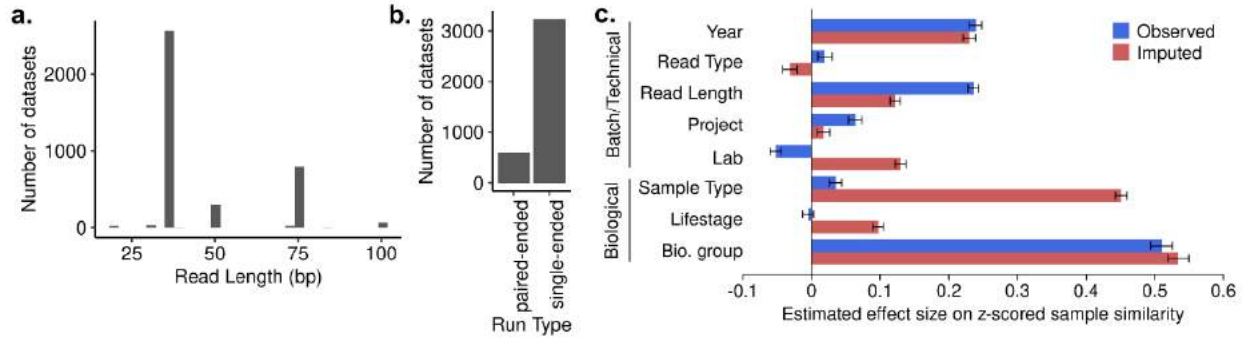 a.
Number of datasets
2000
1000
0
25
50
75
100
Read Length (bp)
b.
Number of datasets
3000
2000
1000
0
paired-ended
single-ended
Run Type
c.
Batch/Technical
Biological
Year
Read Type
Read Length
Project
Lab
Sample Type
Lifestage
Bio. group
Observed
Imputed
-0.1
0
0.1
0.2
0.3
0.4
0.5
0.6
Estimated effect size on z-scored sample similarity